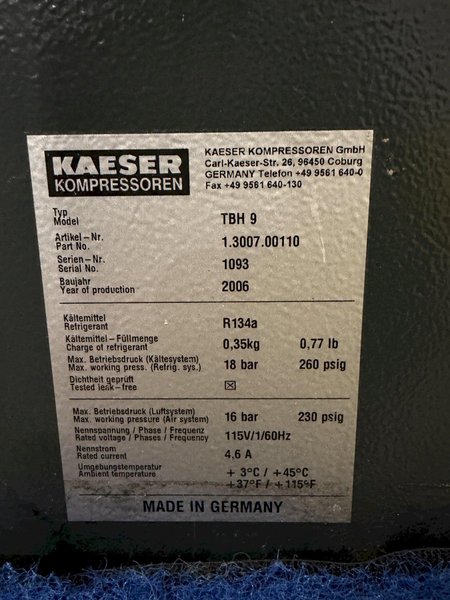 KAESER
KOMPRESSOREN
KAESER KOMPRESSOREN GmbH
Carl-Kaeser-Str. 26, 96450 Coburg
GERMANY Telefon +49 9561 640-0
Fax +49 9561 640-130
Typ
Model TBH 9
Artikel-Nr.
Part No. 1.3007.00110
Serien-Nr.
Serial No. 1093
Baujahr
Year of production 2006
Kältemittel
Refrigerant R134a
Kältemittel-Füllmenge
Charge of refrigerant 0,35kg 0,77 lb
Max. Betriebsdruck (Kältesystem)
Max. working press. (Refrig. sys.) 18 bar 260 psig
Dichtheit geprüft
Tested leak-free ☒
Max. Betriebsdruck (Luftsystem)
Max. working pressure (Air system) 16 bar 230 psig
Nennspannung / Phase / Frequenz
Rated voltage / Phases / Frequency 115V/1/60Hz
Nennstrom
Rated current 4,6 A
Umgebungstemperatur
Ambient temperature
+ 3°C / +45°C
+37°F / +115°F
MADE IN GERMANY